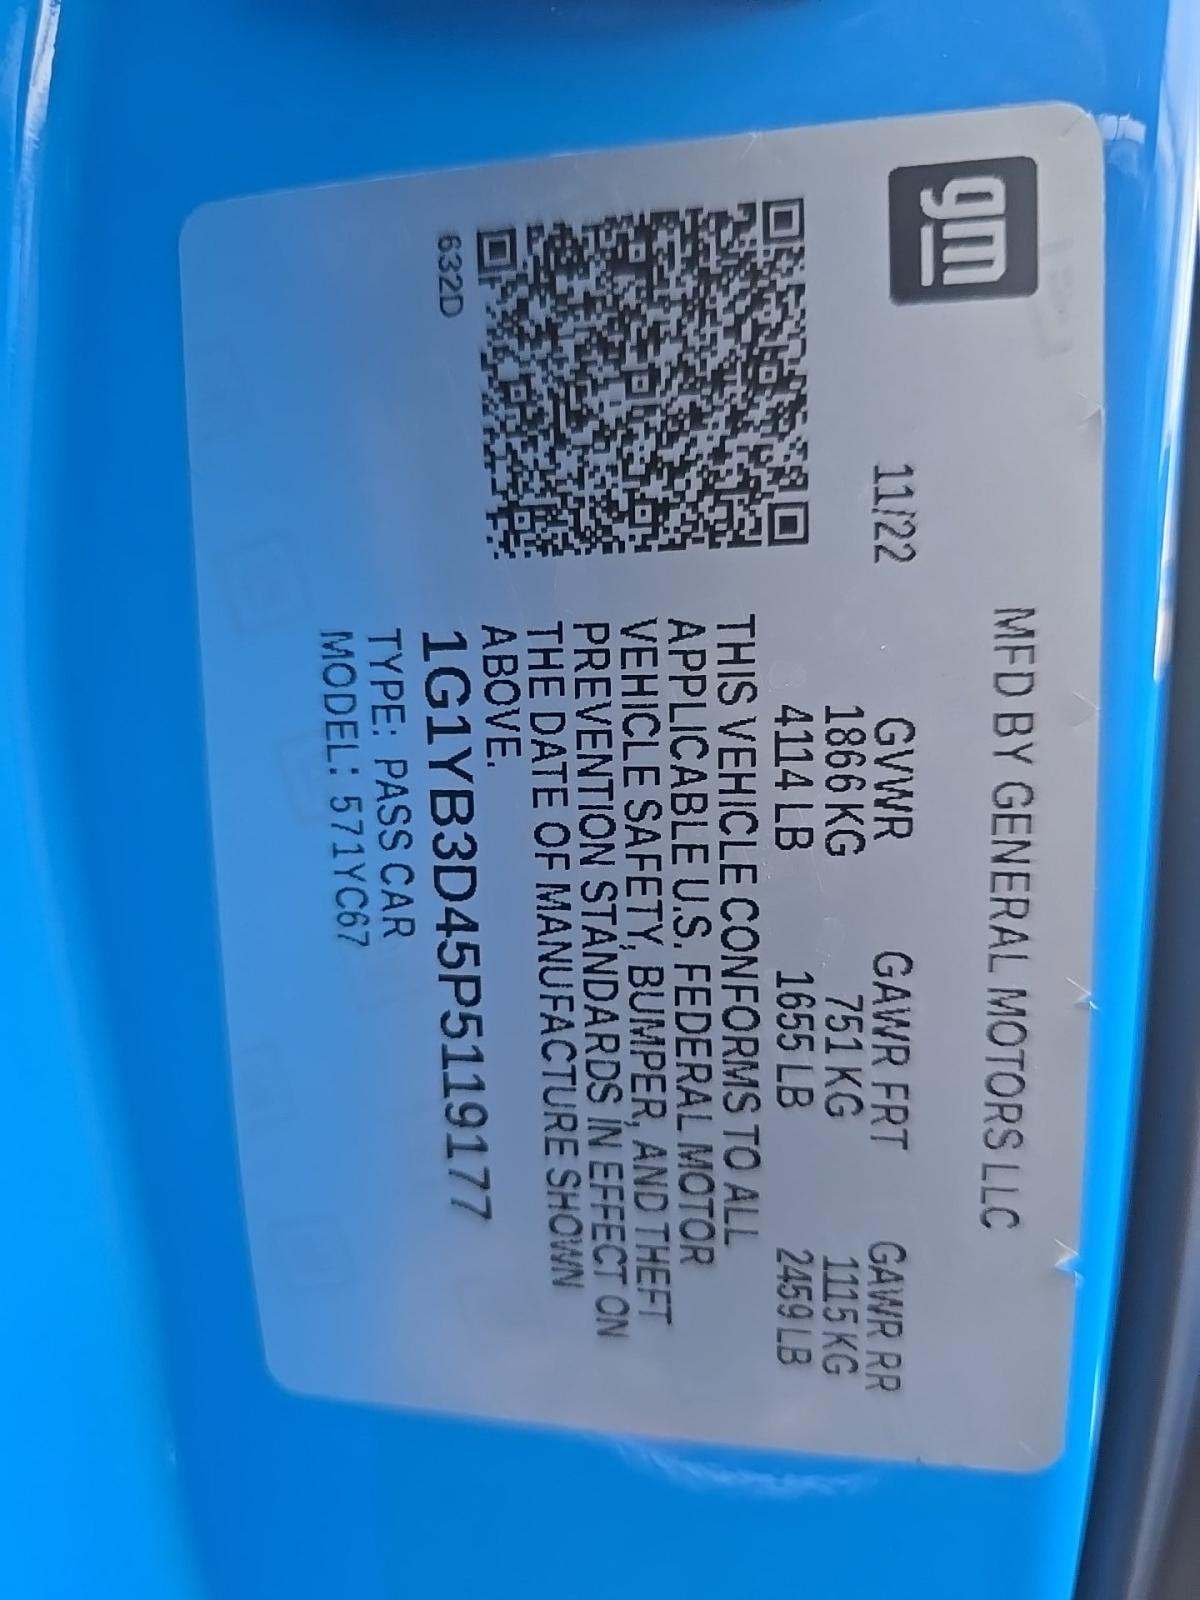 gm
MFD BY GENERAL MOTORS LLC
11/22 GVWR GAWR FRT GAWR RR
1866 KG 751 KG 1115 KG
4114 LB 1655 LB 2459 LB
THIS VEHICLE CONFORMS TO ALL
APPLICABLE U.S. FEDERAL MOTOR
VEHICLE SAFETY, BUMPER, AND THEFT
PREVENTION STANDARDS IN EFFECT ON
THE DATE OF MANUFACTURE SHOWN
ABOVE.
632D
1G1YB3D45P5119177
TYPE: PASS CAR
MODEL: 571YC67